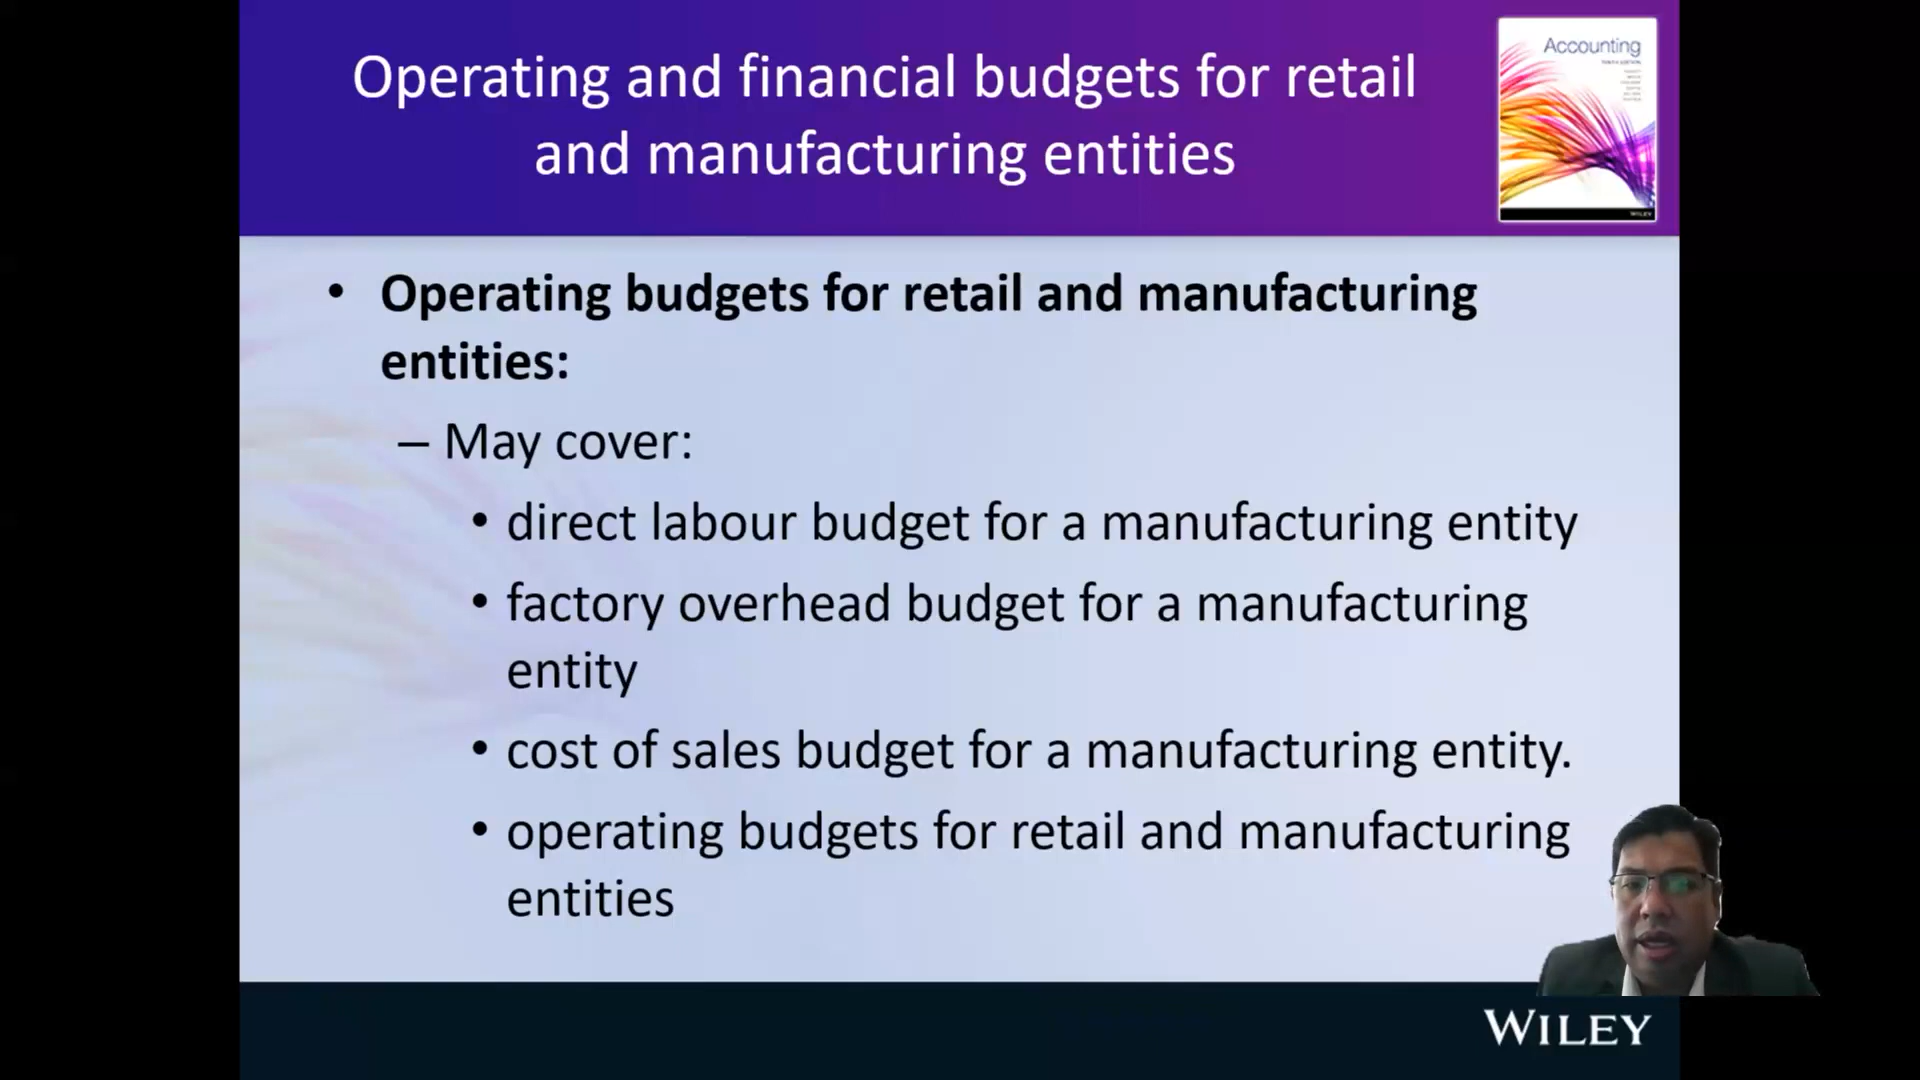 Operating and financial budgets for retail
and manufacturing entities
Accounting
WILEY
• Operating budgets for retail and manufacturing
entities:
– May cover:
• direct labour budget for a manufacturing entity
• factory overhead budget for a manufacturing
entity
• cost of sales budget for a manufacturing entity.
• operating budgets for retail and manufacturing
entities
WILEY